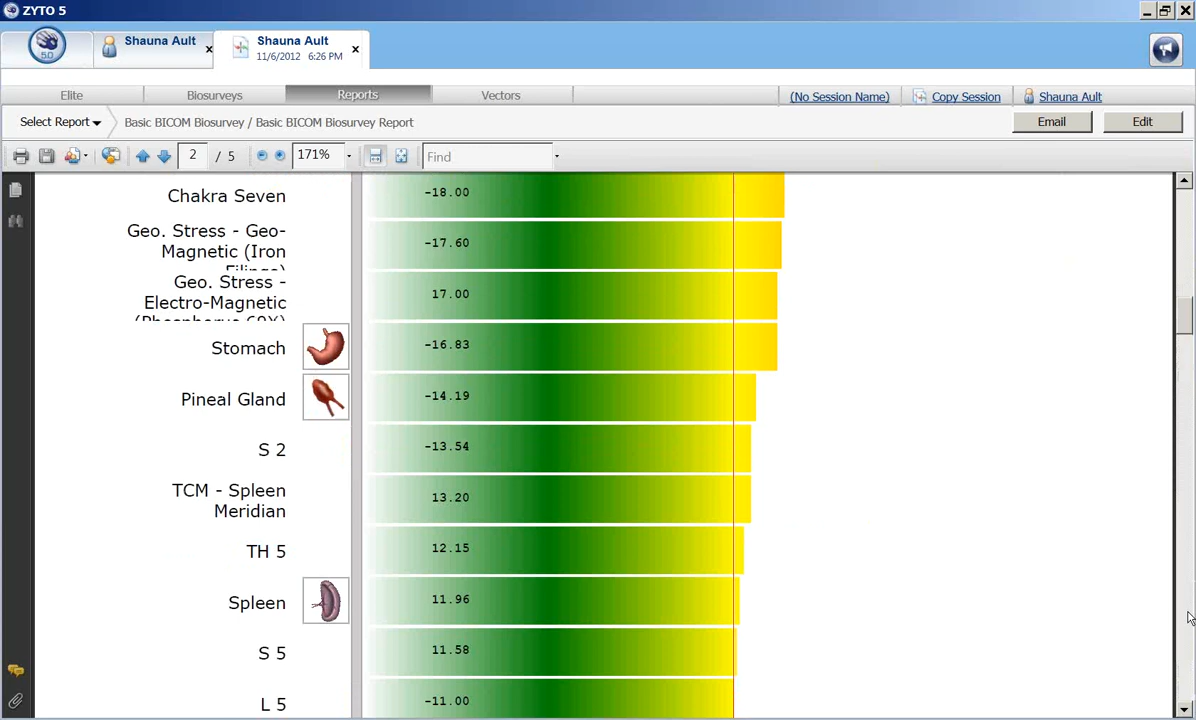 ZYTO 5
50
Shauna Ault
Shauna Ault
11/6/2012 6:26 PM
Elite
Biosurveys
Reports
Vectors
(No Session Name)
Copy Session
Shauna Ault
Select Report
Basic BICOM Biosurvey / Basic BICOM Biosurvey Report
Email
Edit
2 / 5
171%
Find
Chakra Seven
-18.00
Geo. Stress - Geo-
Magnetic (Iron
Filings)
-17.60
Geo. Stress -
Electro-Magnetic
(Phosphorus 60X)
17.00
Stomach
-16.83
Pineal Gland
-14.19
S 2
-13.54
TCM - Spleen
Meridian
13.20
TH 5
12.15
Spleen
11.96
S 5
11.58
L 5
-11.00